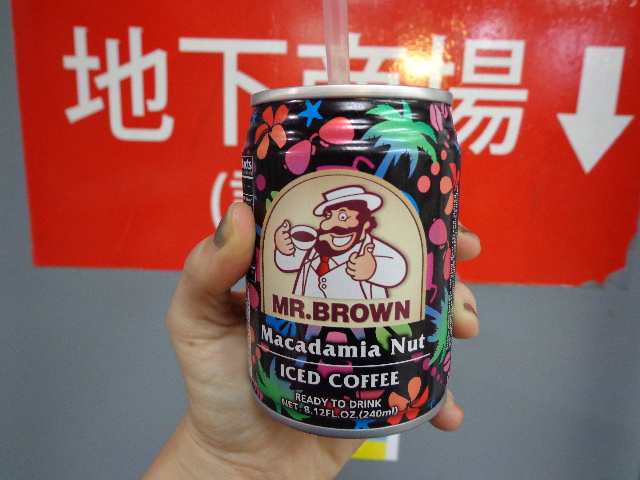 地下商場
MR.BROWN
Macadamia Nut
ICED COFFEE
READY TO DRINK
NET. 8.12FL.OZ.(240ml)